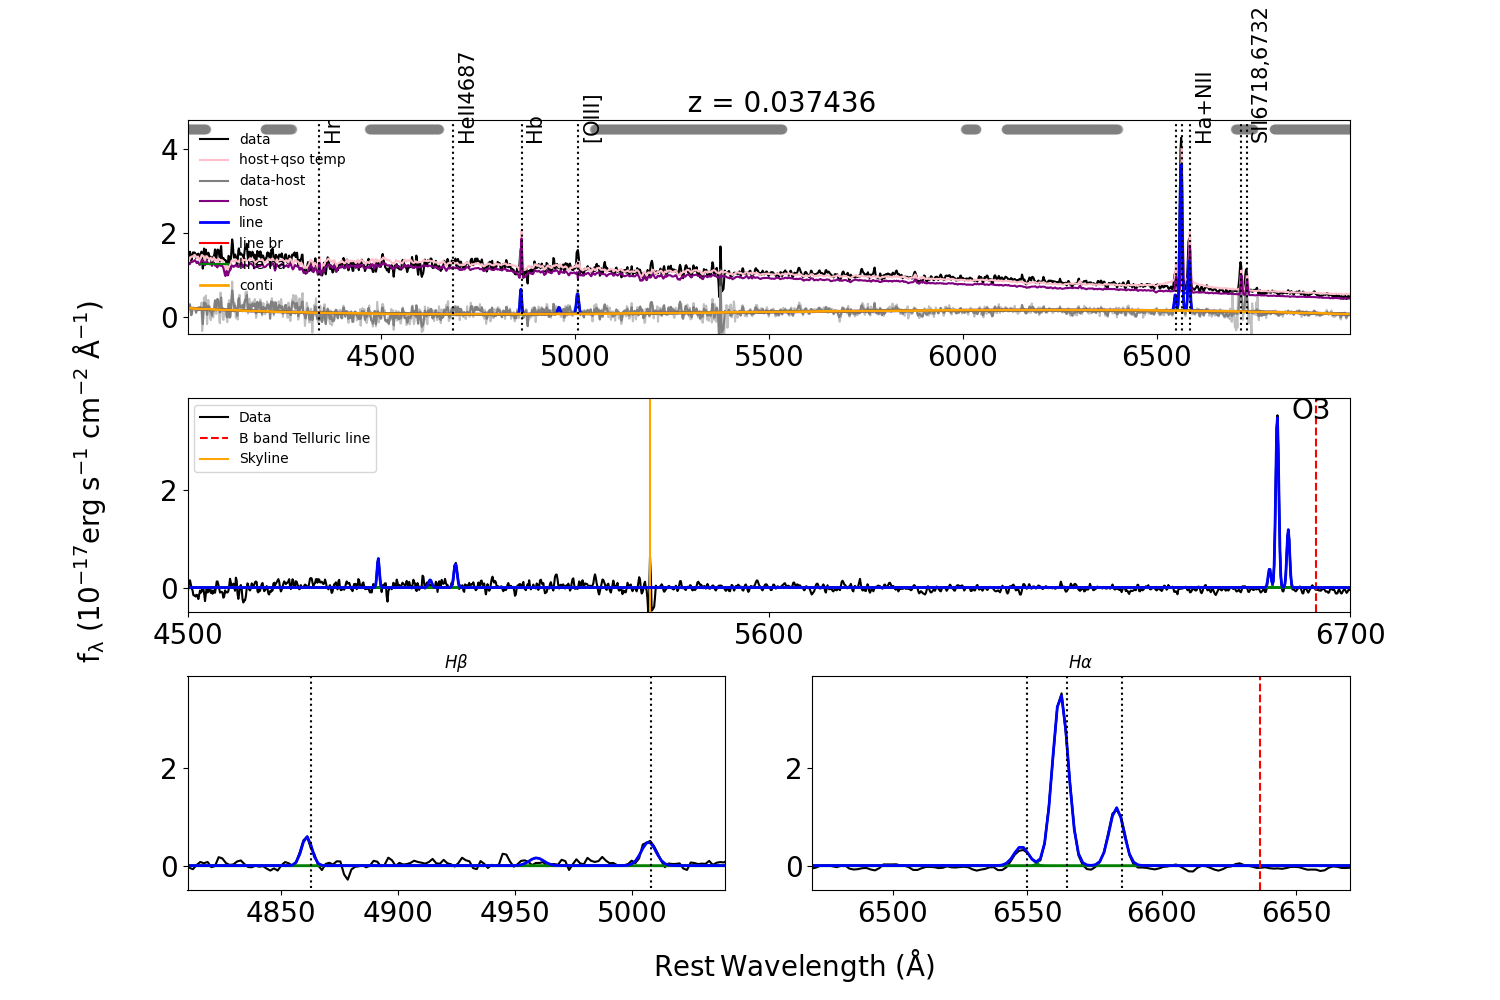 z = 0.037436
Hr
HeII4687
Hb
[OIII]
Ha+NII
SII6718,6732
data
host+qso temp
data-host
host
line
line br
conti
4
2
0
4500 5000 5500 6000 6500
Data
B band Telluric line
Skyline
O3
2
0
4500 5600 6700
fλ (10−17erg s−1 cm−2 Å−1)
Hβ
Hα
2
0
4850 4900 4950 5000
2
0
6500 6550 6600 6650
Rest Wavelength (Å)